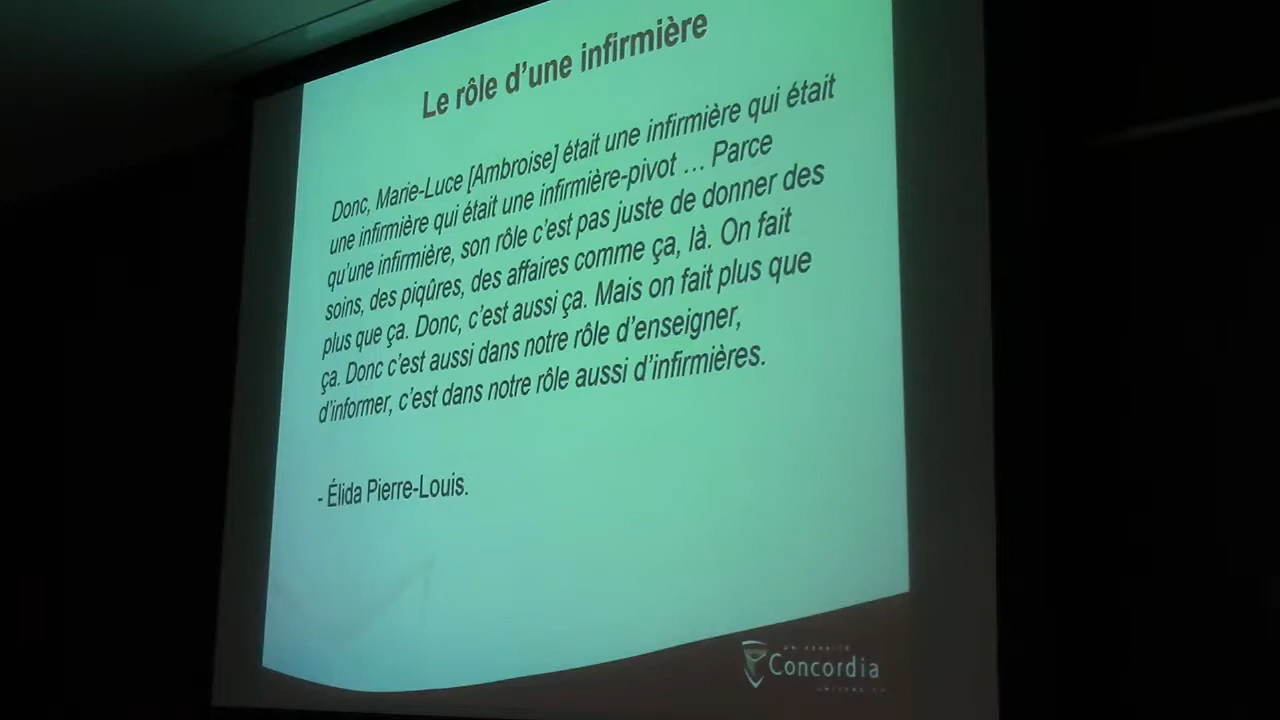 Le rôle d’une infirmière
Donc, Marie-Luce [Ambroise] était une infirmière qui était
une infirmière qui était une infirmière-pivot … Parce
qu’une infirmière, son rôle c’est pas juste de donner des
soins, des piqûres, des affaires comme ça, là. On fait
plus que ça. Donc, c’est aussi ça. Mais on fait plus que
ça. Donc c’est aussi dans notre rôle d’enseigner,
d’informer, c’est dans notre rôle aussi d’infirmières.
- Élida Pierre-Louis.
Concordia